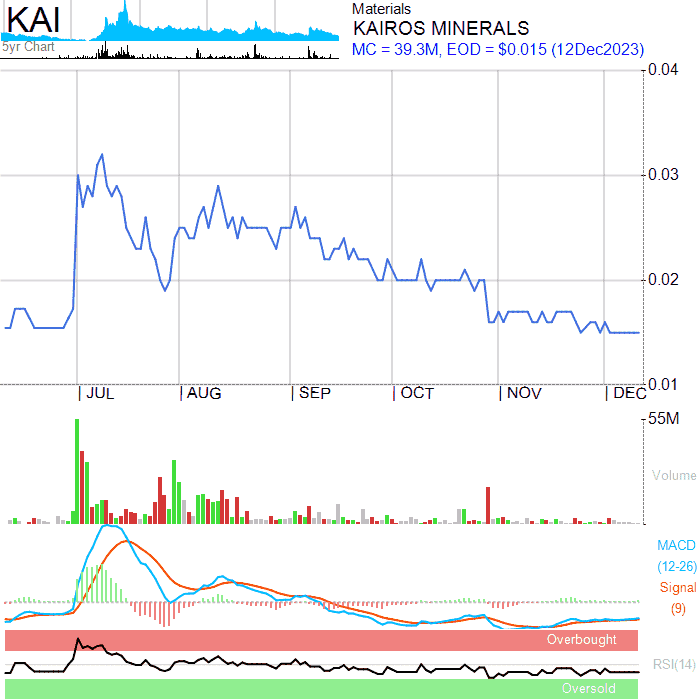 KAI
5yr Chart
Materials
KAIROS MINERALS
MC = 39.3M, EOD = $0.015 (12Dec2023)
0.04
0.03
0.02
0.01
| JUL | AUG | SEP | OCT | NOV | DEC
55M
Volume
MACD
(12-26)
Signal
(9)
Overbought
RSI(14)
Oversold